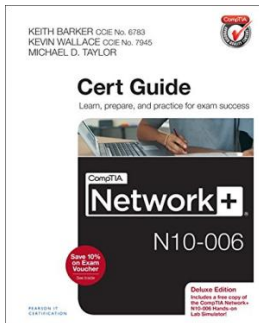 KEITH BARKER CCIE No. 6783
KEVIN WALLACE CCIE No. 7945
MICHAEL D. TAYLOR
CompTIA
Cert Guide
Learn, prepare, and practice for exam success
CompTIA
Network+
N10-006
Save 10%
on Exam
Voucher
Deluxe Edition
Includes a free copy of
the CompTIA Network+
N10-006 Hands-on
Lab Simulator!
PEARSON IT
CERTIFICATION